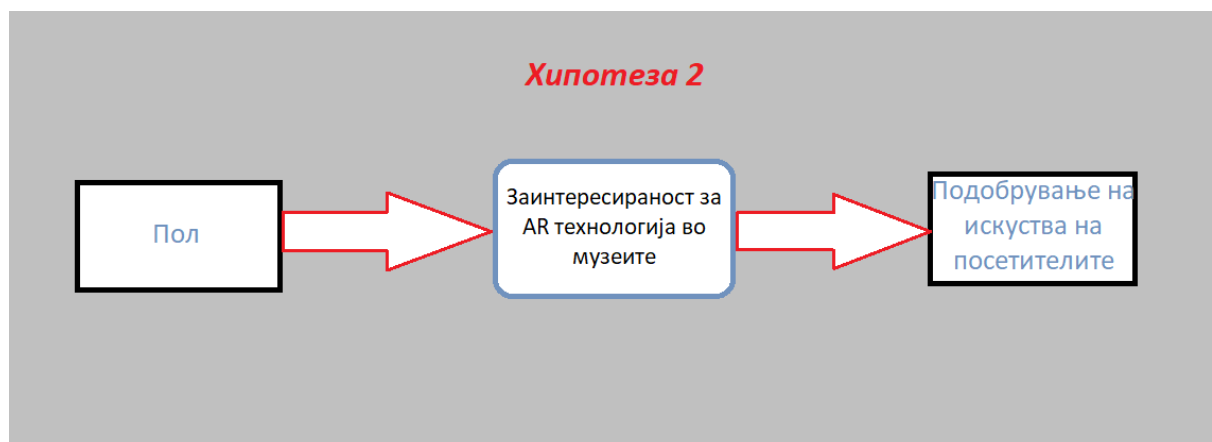 Хипотеза 2
Пол
Заинтересираност за
AR технологија во
музеите
Подобрување на
искуства на
посетителите